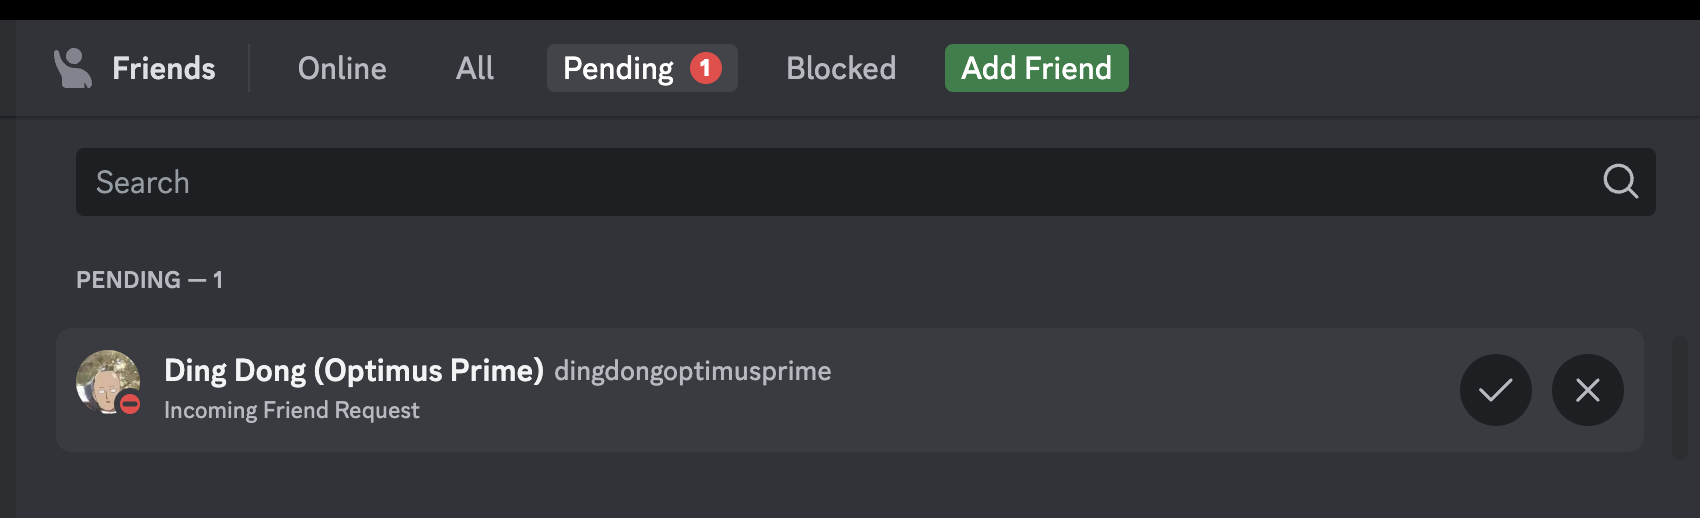 Friends Online All Pending 1 Blocked Add Friend
Search
PENDING — 1
Ding Dong (Optimus Prime) dingdongoptimusprime
Incoming Friend Request